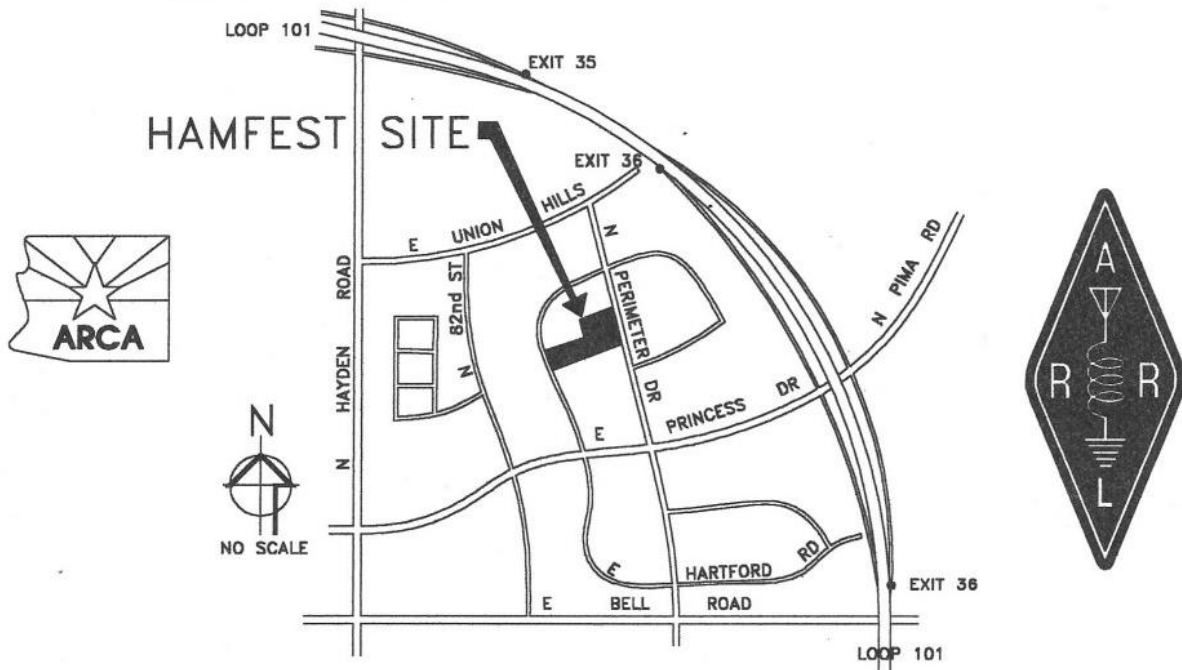 LOOP 101
EXIT 35
HAMFEST SITE
EXIT 36
E UNION HILLS
N PERIMETER DR
N HAYDEN ROAD
N 82nd ST
N PIMA RD
E PRINCESS DR
ARCA
A
R R
L
N
NO SCALE
E HARTFORD RD
E BELL ROAD
EXIT 36
LOOP 101